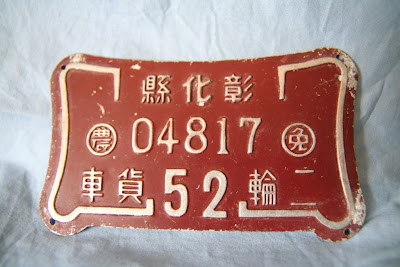 彰化縣
免 04817 農
二輪 52 貨車